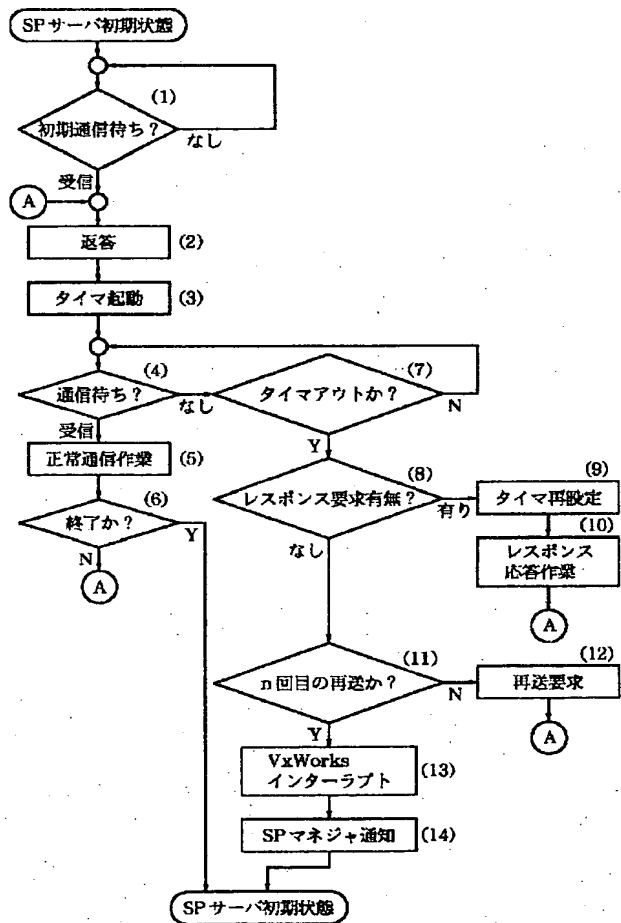 SPサーバ初期状態
(1)
初期通信待ち?
なし
受信
A
返答
(2)
タイマ起動
(3)
(4)
通信待ち?
なし
受信
正常通信作業
(5)
(6)
終了か?
Y
N
A
(7)
タイマアウトか?
N
Y
(8)
レスポンス要求有無?
有り
なし
(9)
タイマ再設定
(10)
レスポンス
応答作業
A
(11)
n回目の再送か?
N
Y
(12)
再送要求
A
VxWorks
インターラプト
(13)
SPマネジャ通知
(14)
SPサーバ初期状態